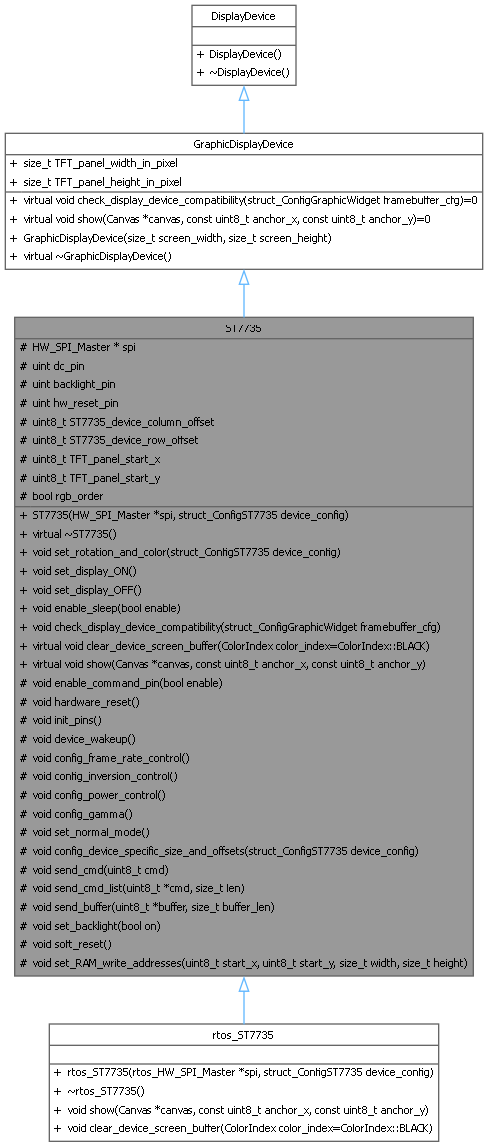 DisplayDevice
+ DisplayDevice()
+ ~DisplayDevice()
GraphicDisplayDevice
+ size_t TFT_panel_width_in_pixel
+ size_t TFT_panel_height_in_pixel
+ virtual void check_display_device_compatibility(struct_ConfigGraphicWidget framebuffer_cfg)=0
+ virtual void show(Canvas *canvas, const uint8_t anchor_x, const uint8_t anchor_y)=0
+ GraphicDisplayDevice(size_t screen_width, size_t screen_height)
+ virtual ~GraphicDisplayDevice()
ST7735
# HW_SPI_Master * spi
# uint dc_pin
# uint backlight_pin
# uint hw_reset_pin
# uint8_t ST7735_device_column_offset
# uint8_t ST7735_device_row_offset
# uint8_t TFT_panel_start_x
# uint8_t TFT_panel_start_y
# bool rgb_order
+ ST7735(HW_SPI_Master *spi, struct_ConfigST7735 device_config)
+ virtual ~ST7735()
+ void set_rotation_and_color(struct_ConfigST7735 device_config)
+ void set_display_ON()
+ void set_display_OFF()
+ void enable_sleep(bool enable)
+ void check_display_device_compatibility(struct_ConfigGraphicWidget framebuffer_cfg)
+ virtual void clear_device_screen_buffer(ColorIndex color_index=ColorIndex::BLACK)
+ virtual void show(Canvas *canvas, const uint8_t anchor_x, const uint8_t anchor_y)
# void enable_command_pin(bool enable)
# void hardware_reset()
# void init_pins()
# void device_wakeup()
# void config_frame_rate_control()
# void config_inversion_control()
# void config_power_control()
# void config_gamma()
# void set_normal_mode()
# void config_device_specific_size_and_offsets(struct_ConfigST7735 device_config)
# void send_cmd(uint8_t cmd)
# void send_cmd_list(uint8_t *cmd, size_t len)
# void send_buffer(uint8_t *buffer, size_t buffer_len)
# void set_backlight(bool on)
# void soft_reset()
# void set_RAM_write_addresses(uint8_t start_x, uint8_t start_y, size_t width, size_t height)
rtos_ST7735
+ rtos_ST7735(rtos_HW_SPI_Master *spi, struct_ConfigST7735 device_config)
+ ~rtos_ST7735()
+ void show(Canvas *canvas, const uint8_t anchor_x, const uint8_t anchor_y)
+ void clear_device_screen_buffer(ColorIndex color_index=ColorIndex::BLACK)